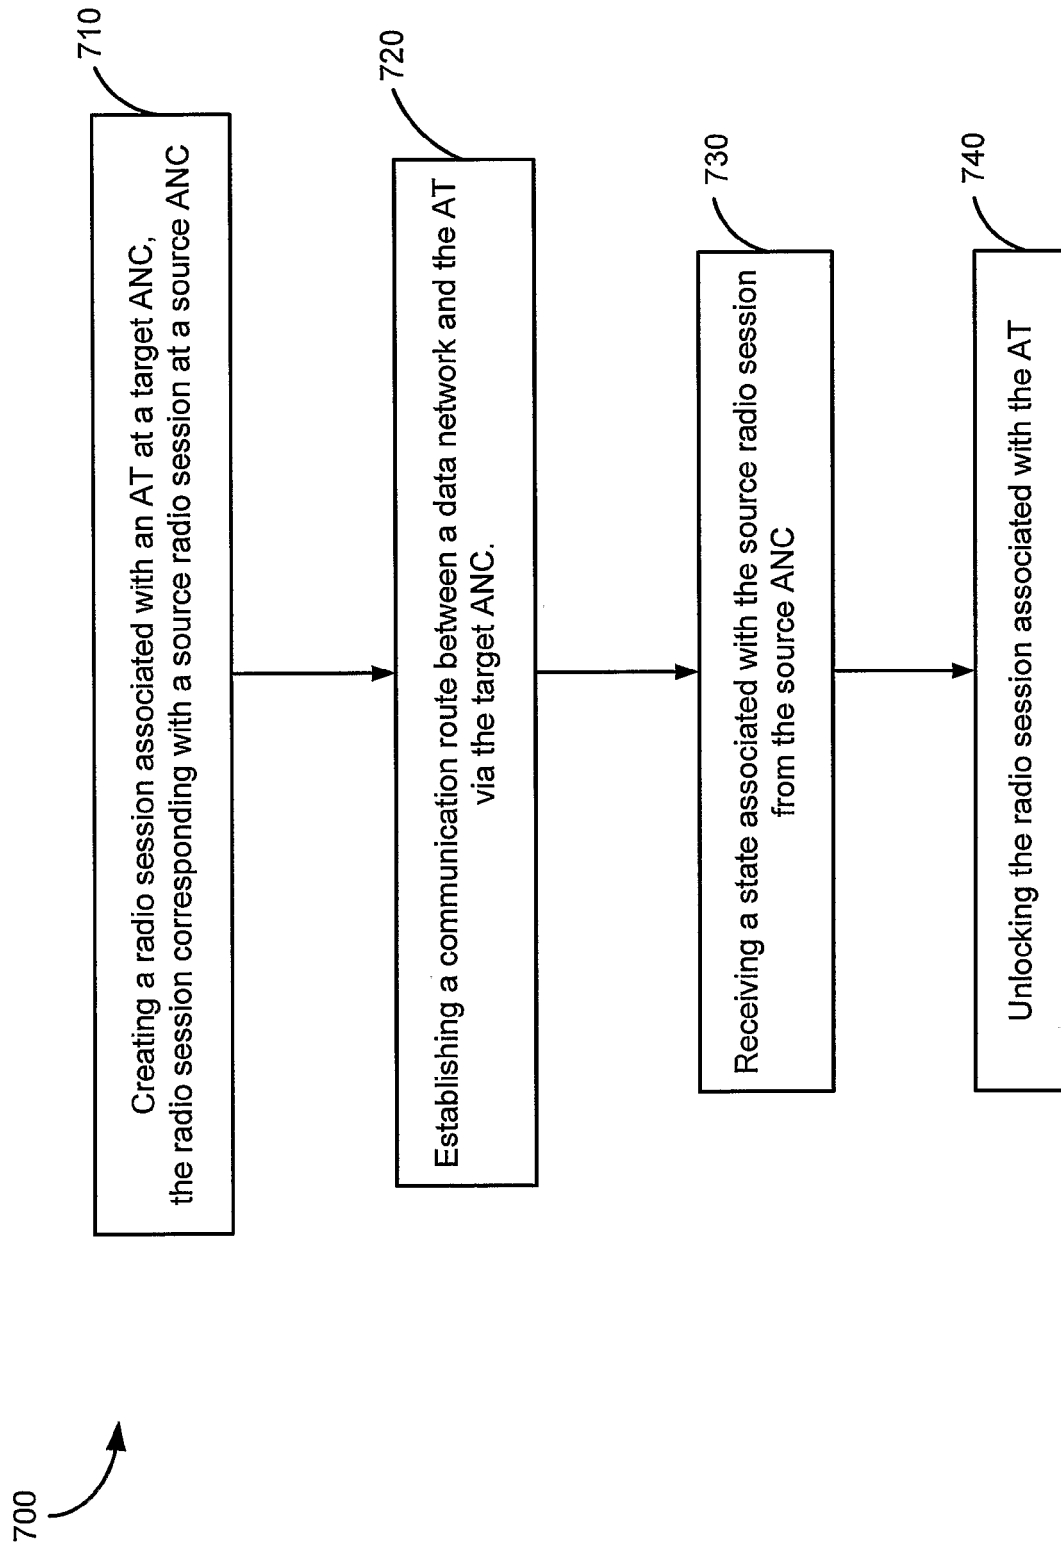 700
710
Creating a radio session associated with an AT at a target ANC,
the radio session corresponding with a source radio session at a source ANC
720
Establishing a communication route between a data network and the AT
via the target ANC.
730
Receiving a state associated with the source radio session
from the source ANC
740
Unlocking the radio session associated with the AT